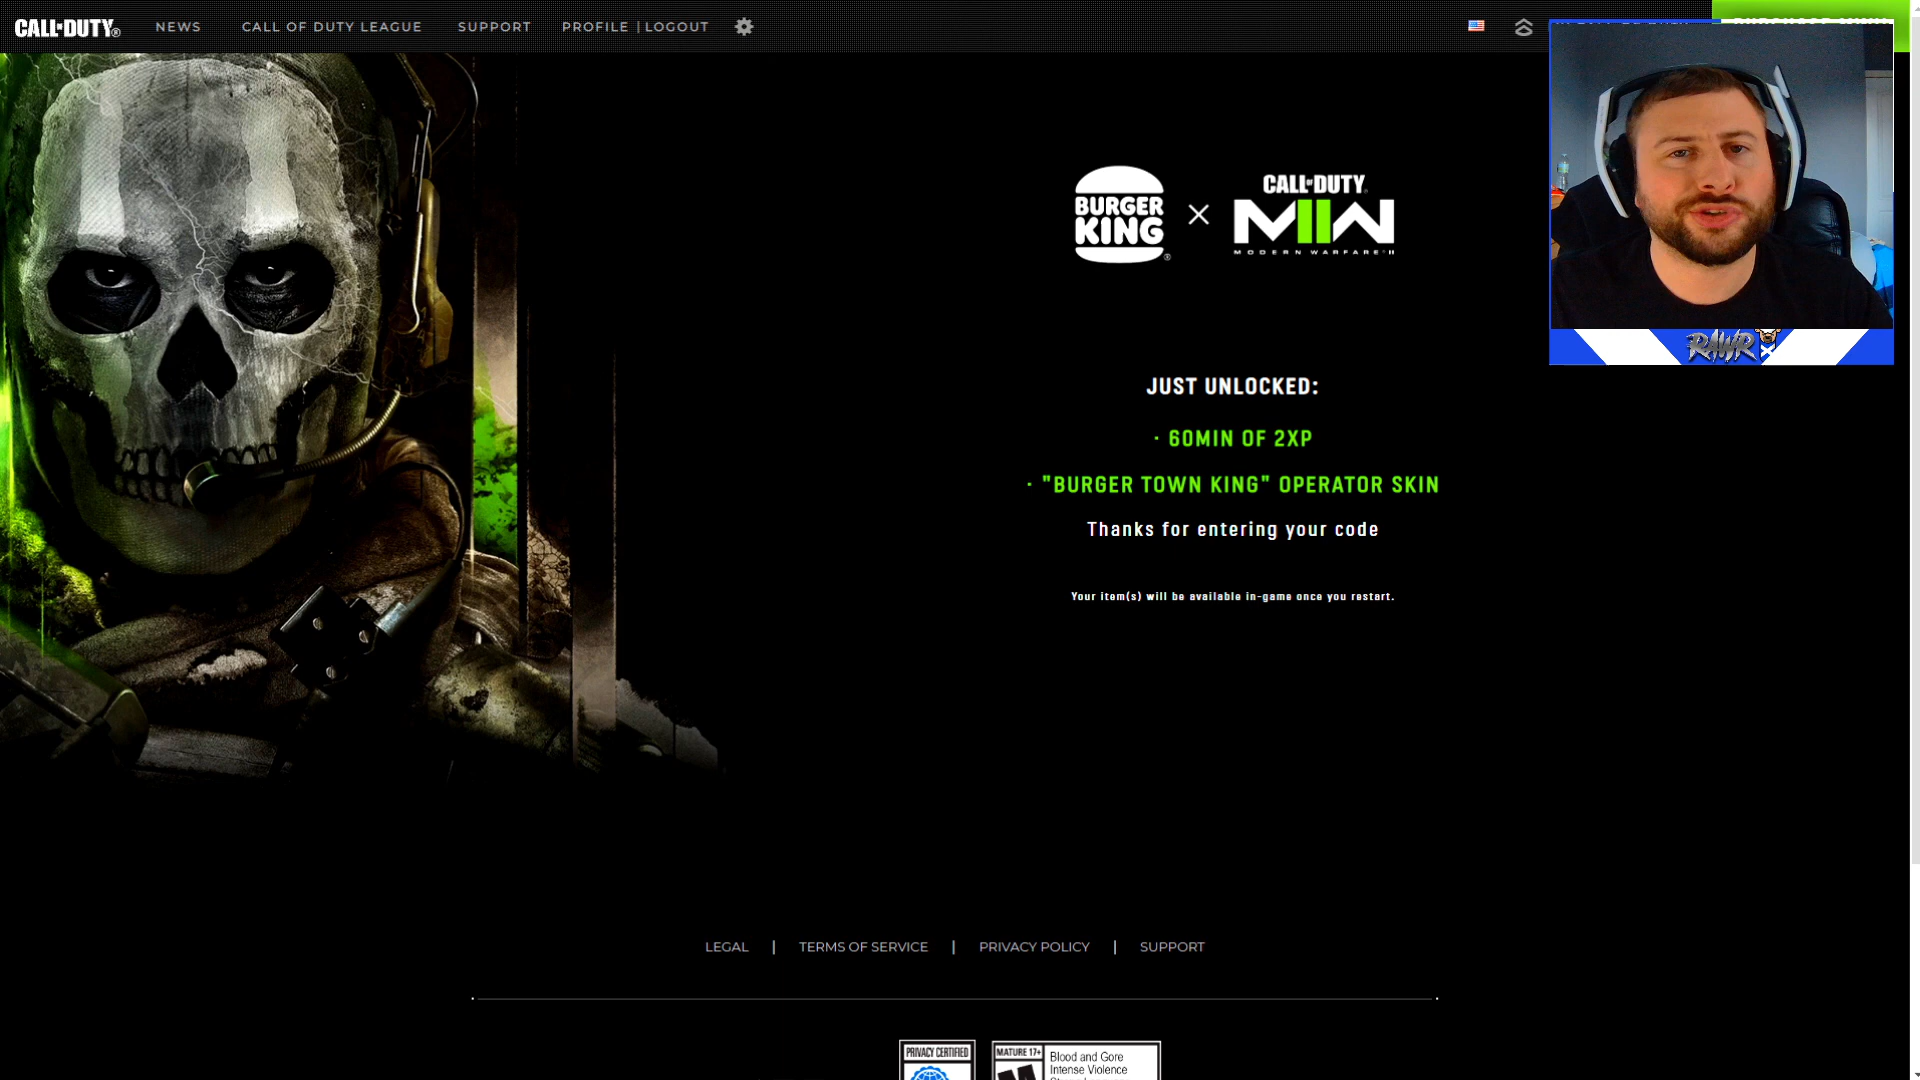 CALL OF DUTY®
NEWS
CALL OF DUTY LEAGUE
SUPPORT
PROFILE | LOGOUT
BURGER
KING®
×
CALL OF DUTY
MW
MODERN WARFARE II
RAWR
JUST UNLOCKED:
· 60MIN OF 2XP
· "BURGER TOWN KING" OPERATOR SKIN
Thanks for entering your code
Your item(s) will be available in-game once you restart.
LEGAL | TERMS OF SERVICE | PRIVACY POLICY | SUPPORT
PRIVACY CERTIFIED
MATURE 17+
Blood and Gore
Intense Violence